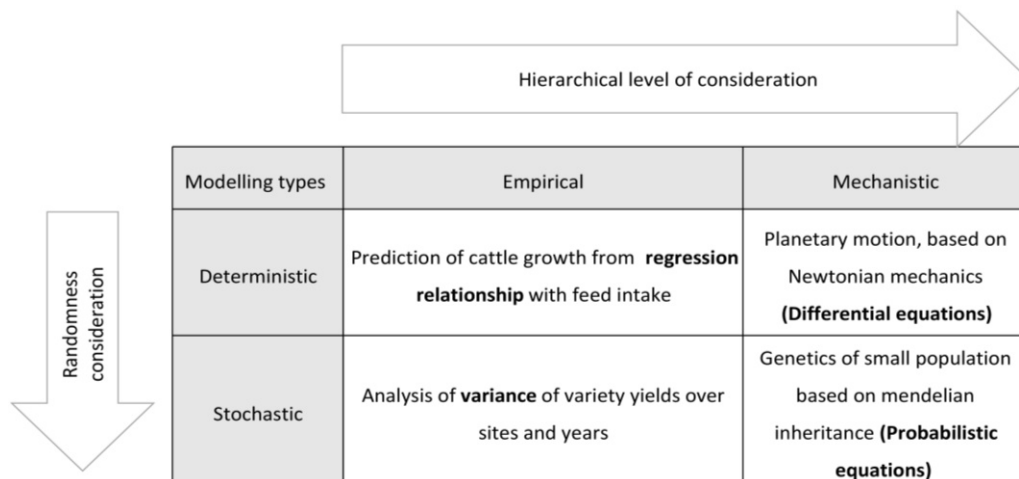 Hierarchical level of consideration
Modelling types
Empirical
Mechanistic
Randomness
consideration
Deterministic
Prediction of cattle growth from regression
relationship with feed intake
Planetary motion, based on
Newtonian mechanics
(Differential equations)
Stochastic
Analysis of variance of variety yields over
sites and years
Genetics of small population
based on mendelian
inheritance (Probabilistic
equations)